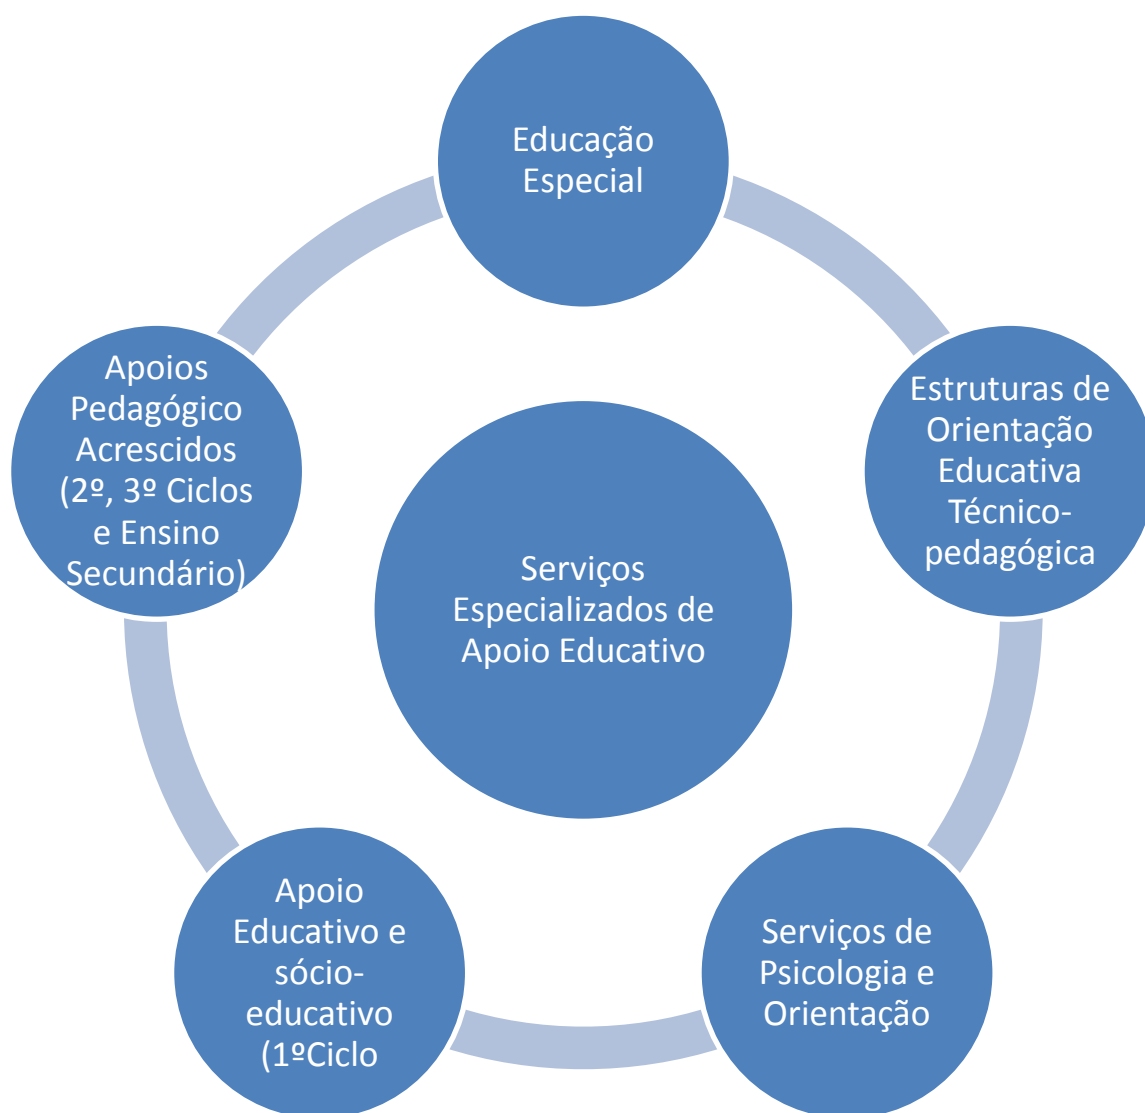 Educação
Especial
Estruturas de
Orientação
Educativa
Técnico-
pedagógica
Serviços de
Psicologia e
Orientação
Apoio
Educativo e
sócio-
educativo
(1ºCiclo
Apoios
Pedagógico
Acrescidos
(2º, 3º Ciclos
e Ensino
Secundário)
Serviços
Especializados de
Apoio Educativo